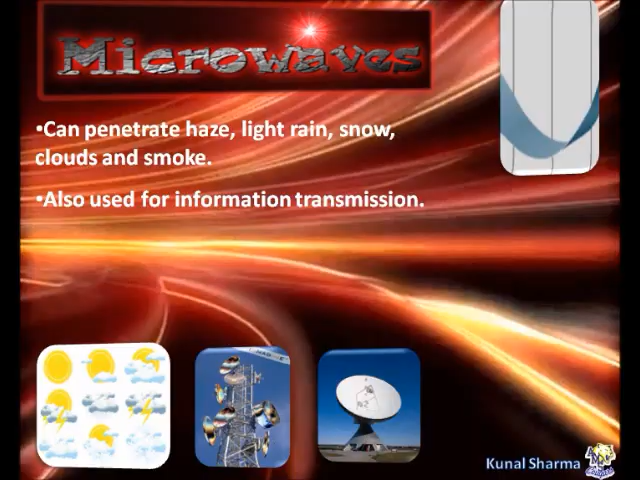 Microwaves
•Can penetrate haze, light rain, snow,
clouds and smoke.
•Also used for information transmission.
Kunal Sharma